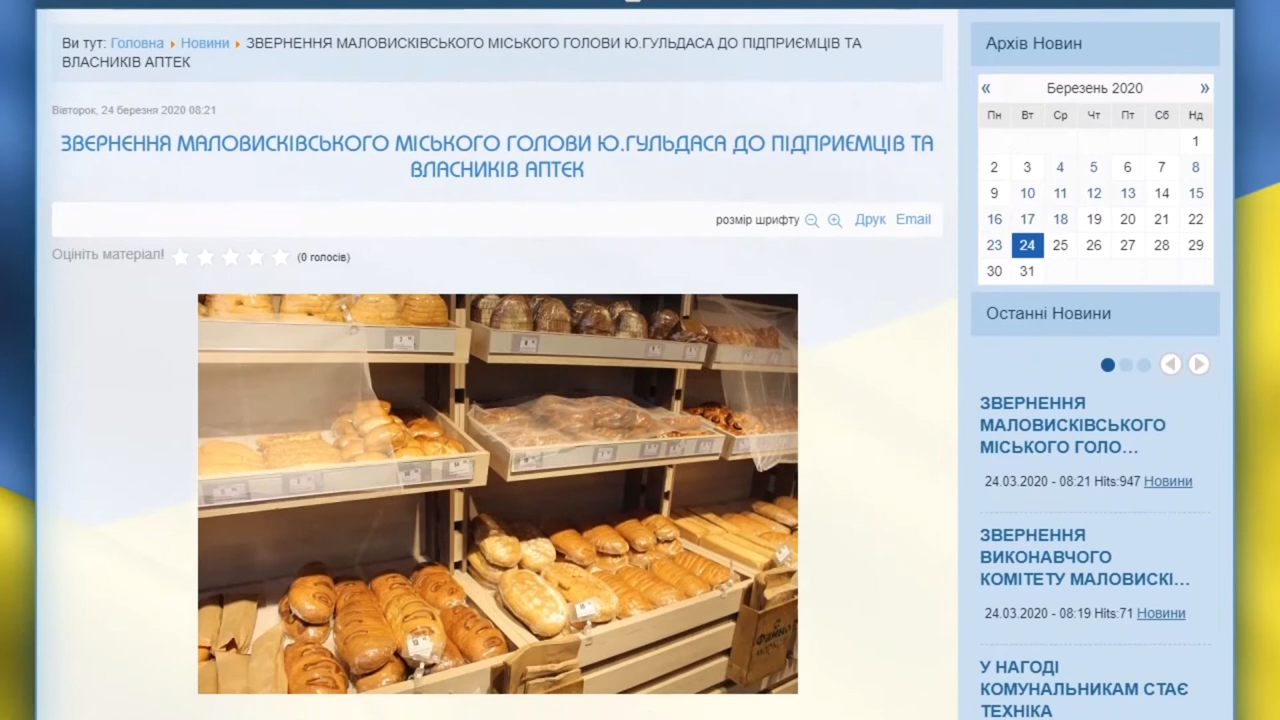 Ви тут: Головна Новини ЗВЕРНЕННЯ МАЛОВИСКІВСЬКОГО МІСЬКОГО ГОЛОВИ Ю.ГУЛЬДАСА ДО ПІДПРИЄМЦІВ ТА
ВЛАСНИКІВ АПТЕК
Вівторок, 24 березня 2020 08:21
ЗВЕРНЕННЯ МАЛОВИСКІВСЬКОГО МІСЬКОГО ГОЛОВИ Ю.ГУЛЬДАСА ДО ПІДПРИЄМЦІВ ТА
ВЛАСНИКІВ АПТЕК
розмір шрифту Друк Email
Оцініть матеріал! (0 голосів)
Архів Новин
« Березень 2020 »
Пн Вт Ср Чт Пт Сб Нд
1
2 3 4 5 6 7 8
9 10 11 12 13 14 15
16 17 18 19 20 21 22
23 24 25 26 27 28 29
30 31
Останні Новини
ЗВЕРНЕННЯ
МАЛОВИСКІВСЬКОГО
МІСЬКОГО ГОЛО...
24.03.2020 - 08:21 Hits:947 Новини
ЗВЕРНЕННЯ
ВИКОНАВЧОГО
КОМІТЕТУ МАЛОВИСКІ...
24.03.2020 - 08:19 Hits:71 Новини
У НАГОДІ
КОМУНАЛЬНИКАМ СТАЄ
ТЕХНІКА